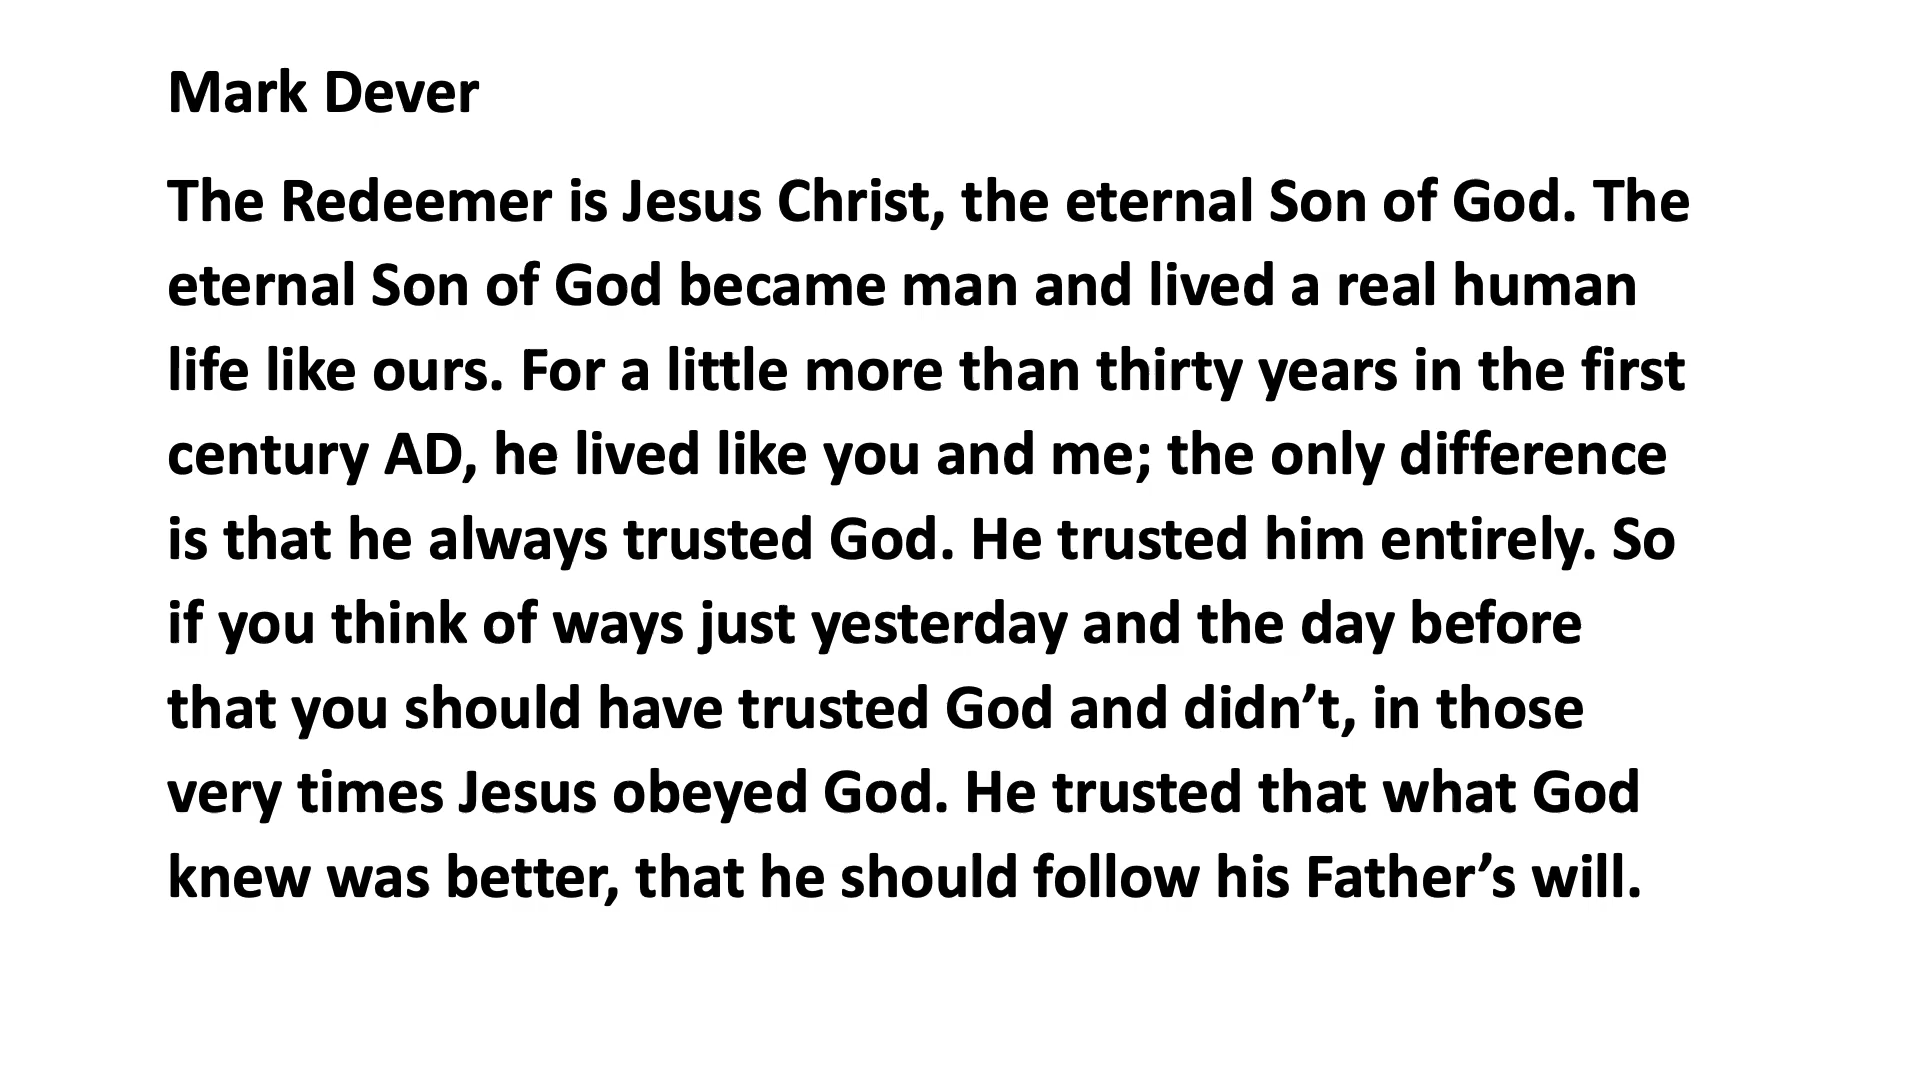 Mark Dever
The Redeemer is Jesus Christ, the eternal Son of God. The
eternal Son of God became man and lived a real human
life like ours. For a little more than thirty years in the first
century AD, he lived like you and me; the only difference
is that he always trusted God. He trusted him entirely. So
if you think of ways just yesterday and the day before
that you should have trusted God and didn’t, in those
very times Jesus obeyed God. He trusted that what God
knew was better, that he should follow his Father’s will.